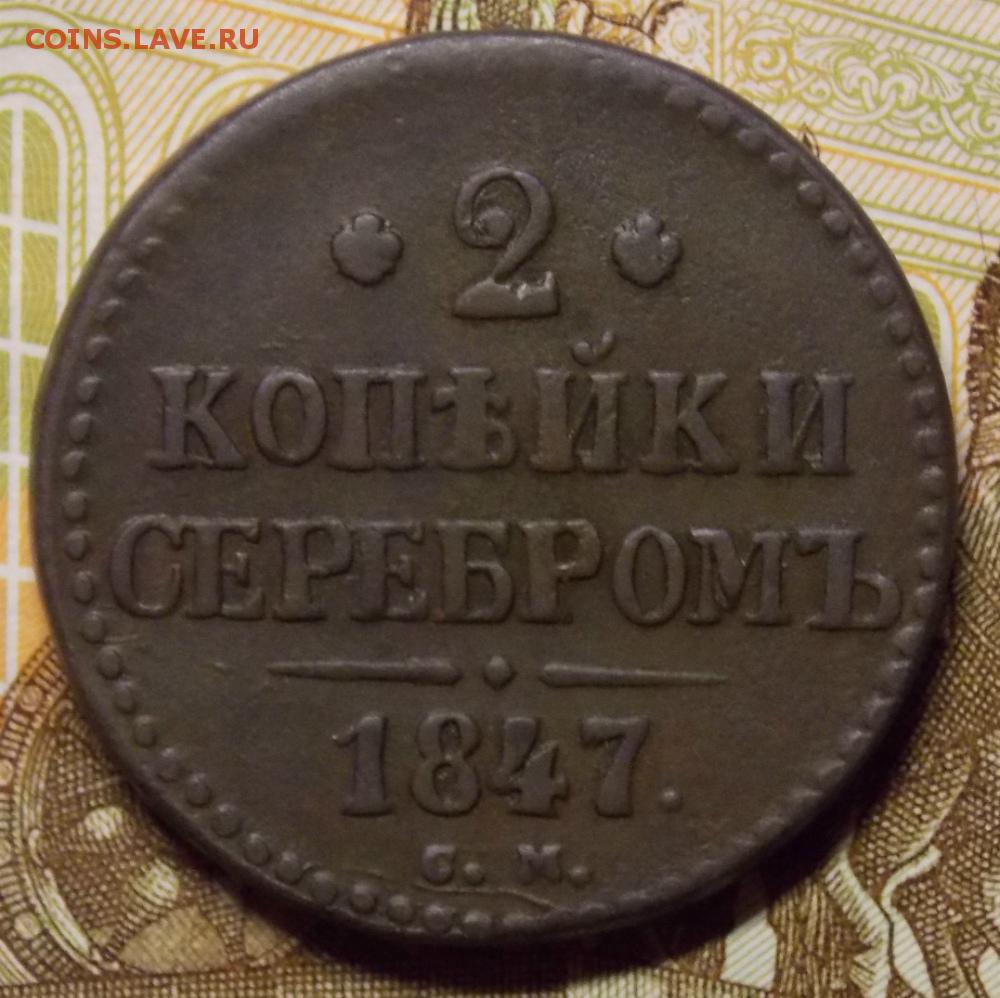 COINS.LAVE.RU
2
КОПѢЙКИ
СЕРЕБРОМЪ
1847.
С. М.